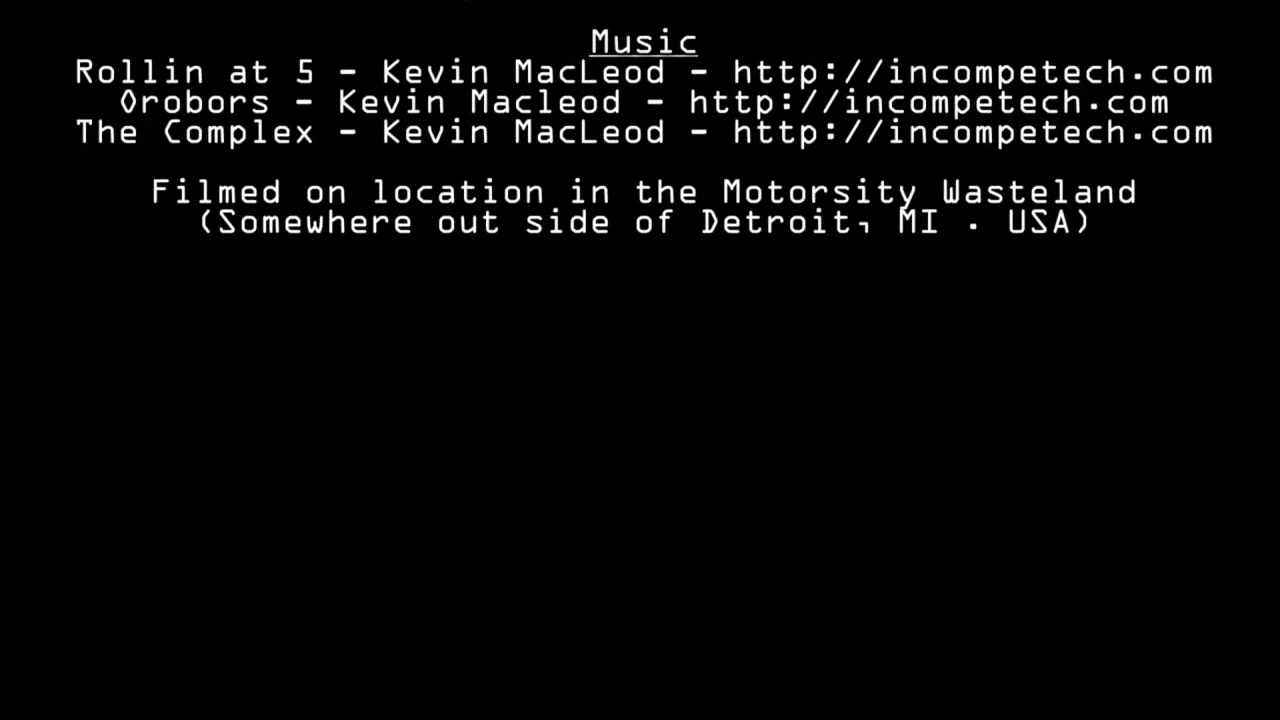 Music
Rollin at 5 - Kevin MacLeod - http://incompetech.com
Orobors - Kevin Macleod - http://incompetech.com
The Complex - Kevin MacLeod - http://incompetech.com
Filmed on location in the Motorsity Wasteland
(Somewhere out side of Detroit, MI . USA)